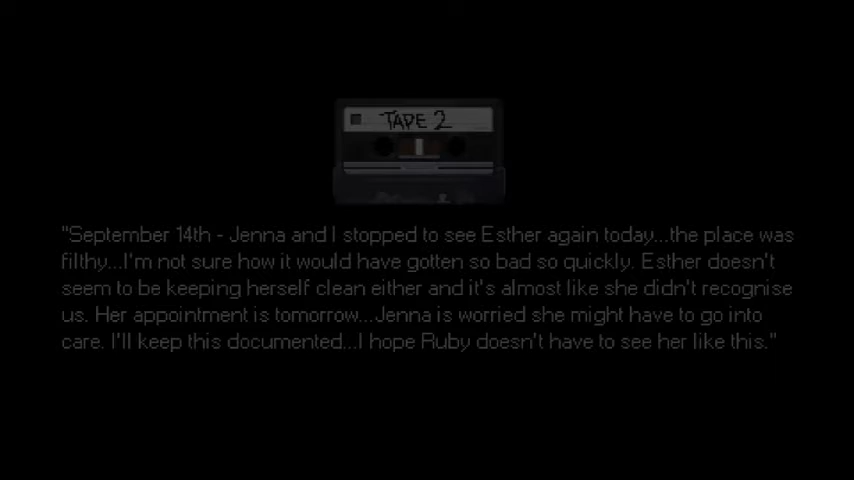 TAPE 2
"September 14th - Jenna and I stopped to see Esther again today...the place was
filthy...I'm not sure how it would have gotten so bad so quickly. Esther doesn't
seem to be keeping herself clean either and it's almost like she didn't recognise
us. Her appointment is tomorrow...Jenna is worried she might have to go into
care. I'll keep this documented...I hope Ruby doesn't have to see her like this."